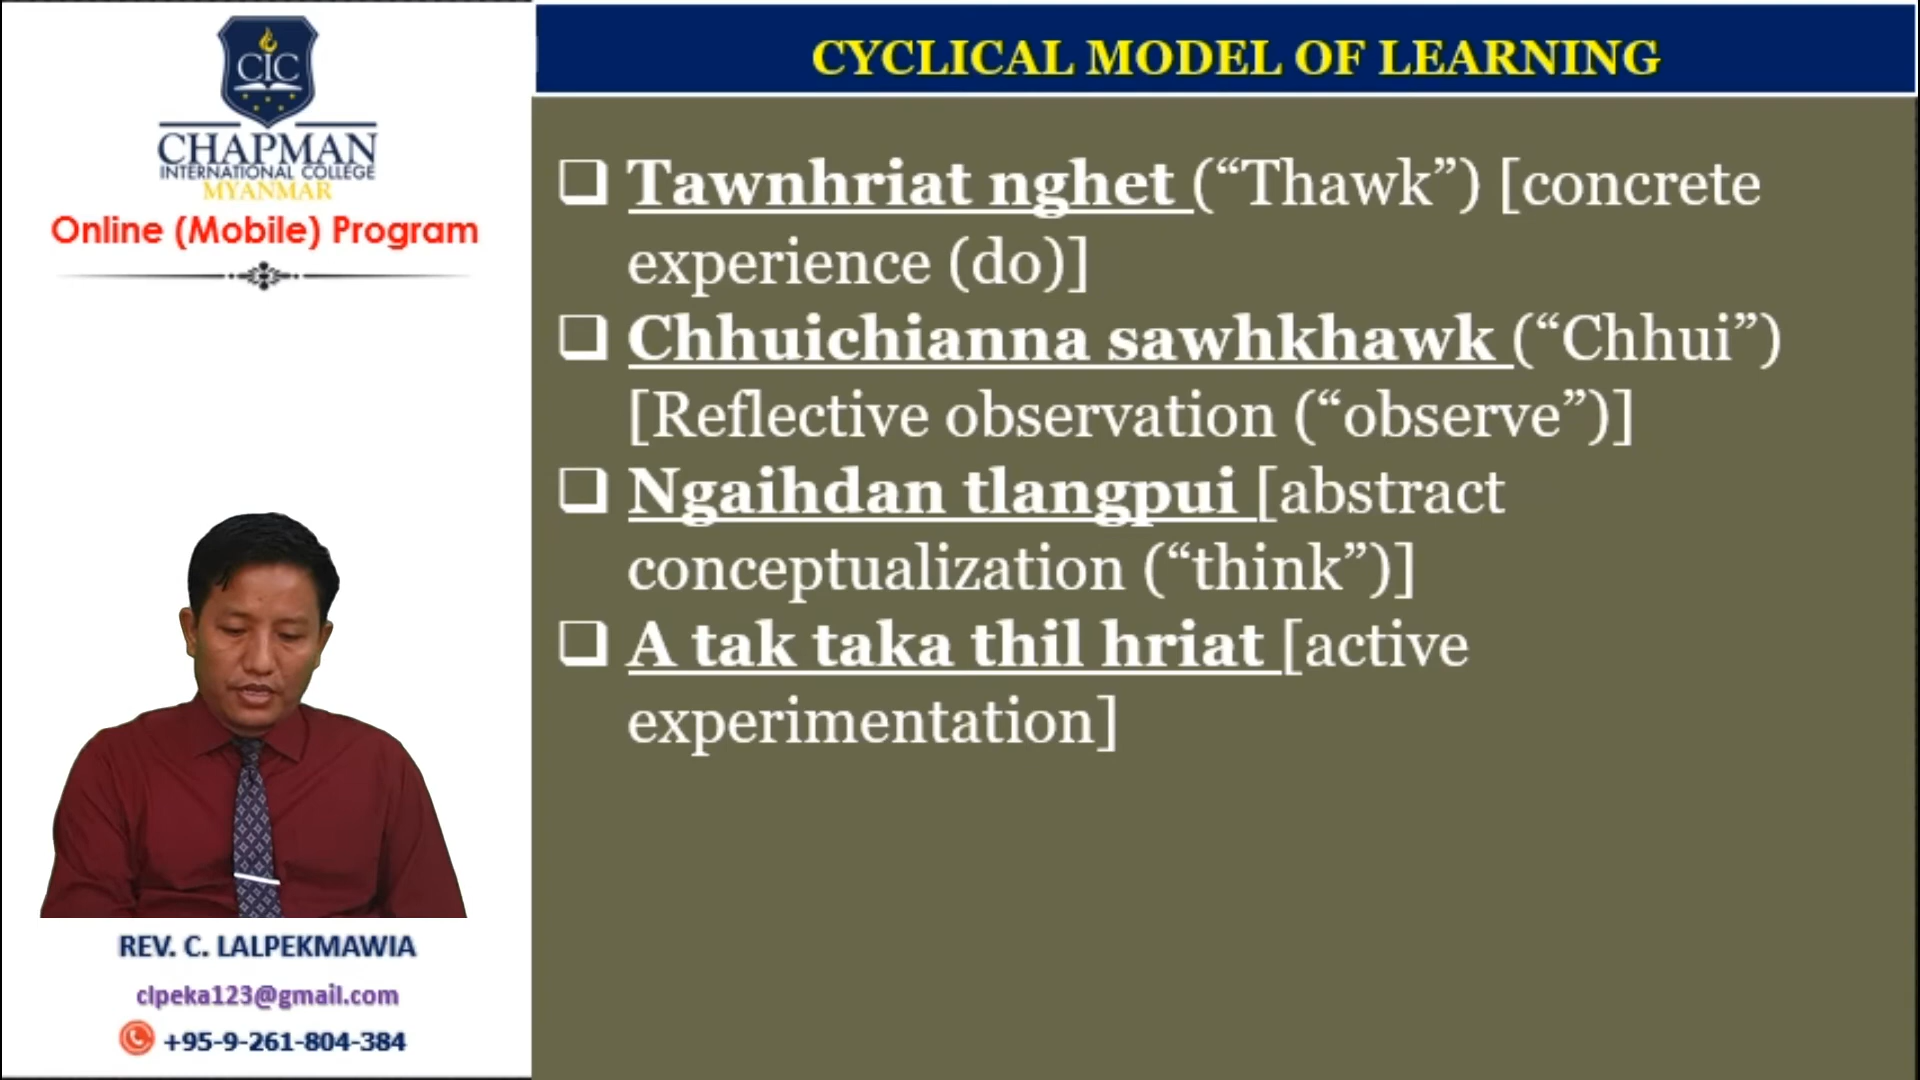 CIC
CHAPMAN
INTERNATIONAL COLLEGE
MYANMAR
Online (Mobile) Program
REV. C. LALPEKMAWIA
clpeka123@gmail.com
+95-9-261-804-384
CYCLICAL MODEL OF LEARNING
❑ Tawnhriat nghet (“Thawk”) [concrete
experience (do)]
❑ Chhuichianna sawhkhawk (“Chhui”)
[Reflective observation (“observe”)]
❑ Ngaihdan tlangpui [abstract
conceptualization (“think”)]
❑ A tak taka thil hriat [active
experimentation]